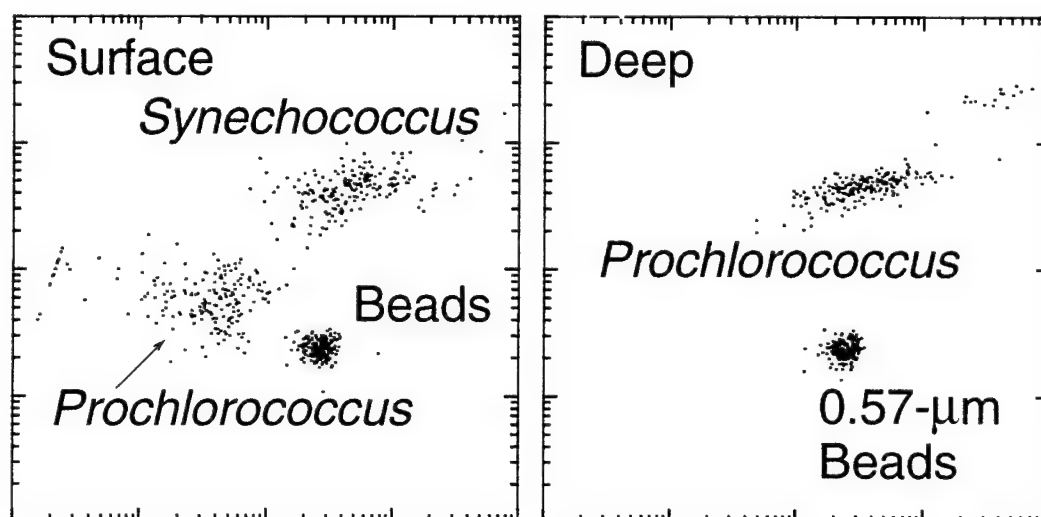 Surface
Synechococcus
Beads
Prochlorococcus
Deep
Prochlorococcus
0.57-μm
Beads